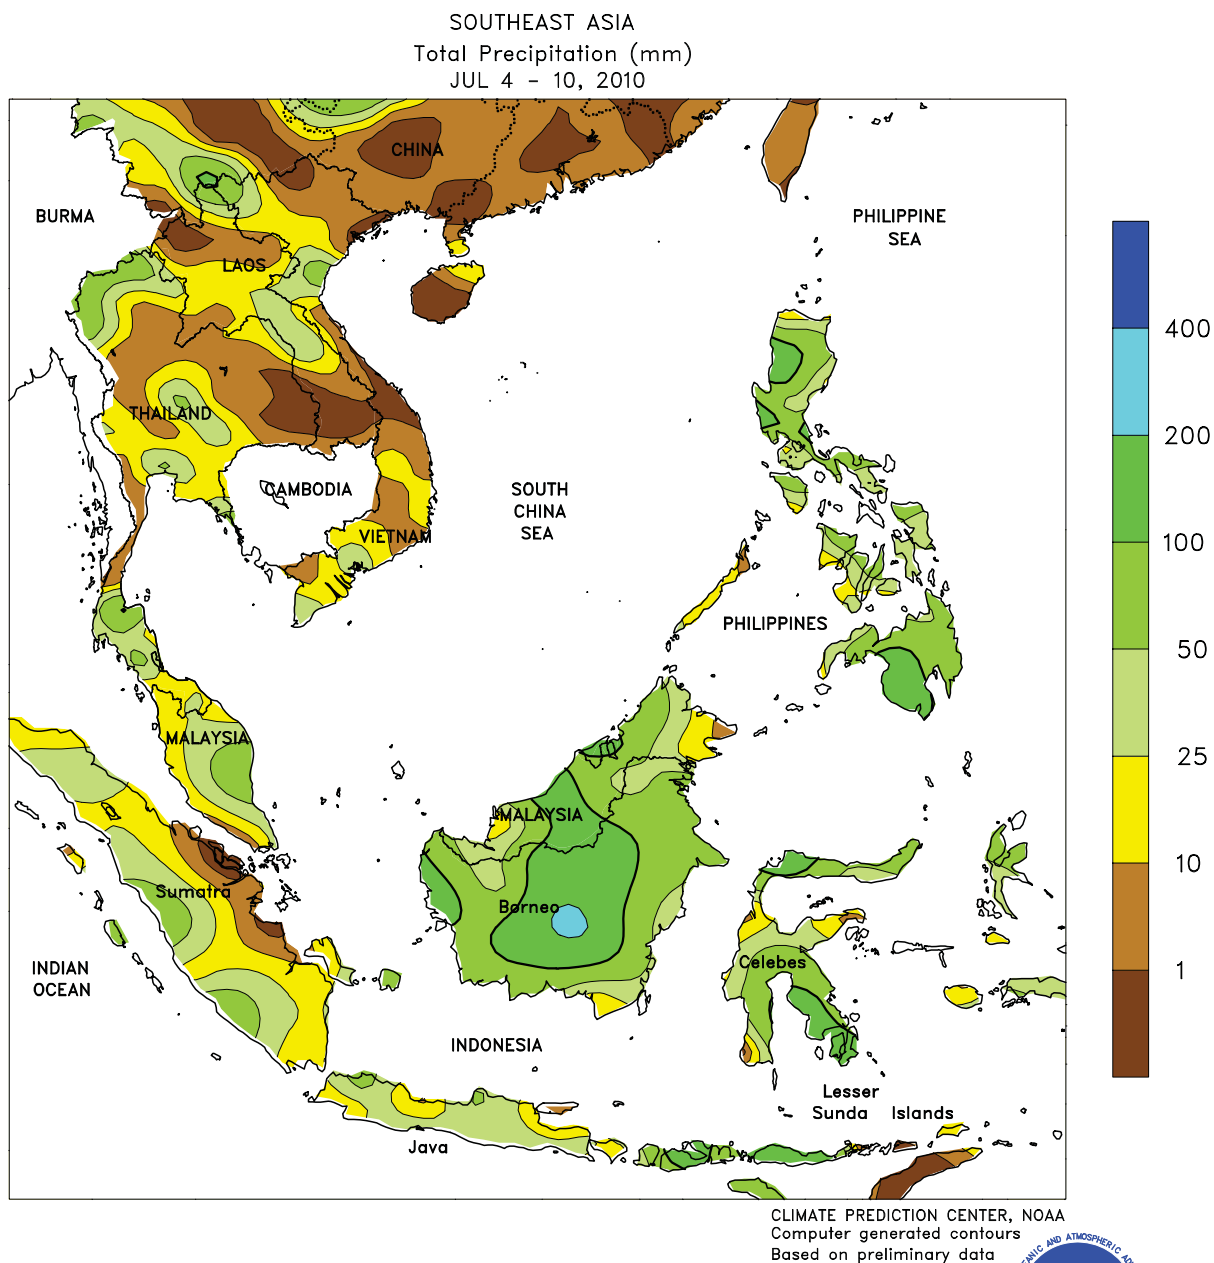 SOUTHEAST ASIA
Total Precipitation (mm)
JUL 4 - 10, 2010
CHINA
BURMA
PHILIPPINE
SEA
LAOS
400
200
THAILAND
CAMBODIA
SOUTH
CHINA
SEA
VIETNAM
100
PHILIPPINES
50
MALAYSIA
25
MALAYSIA
10
Sumatra
Borneo
Celebes
1
INDIAN
OCEAN
INDONESIA
Lesser
Sunda Islands
Java
CLIMATE PREDICTION CENTER, NOAA
Computer generated contours
Based on preliminary data
AND ATMOSPHERIC